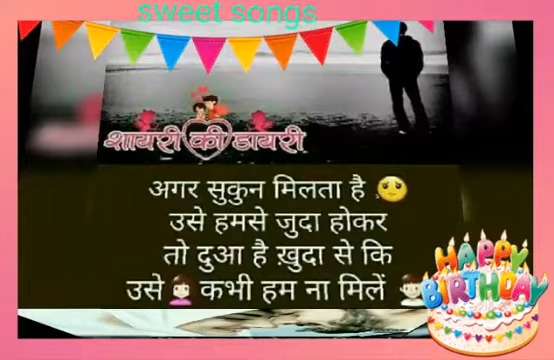 sweet songs
शायरी की डायरी
अगर सुकुन मिलता है
उसे हमसे जुदा होकर
तो दुआ है ख़ुदा से कि
उसे कभी हम ना मिलें
HAPPY
BIRTHDAY